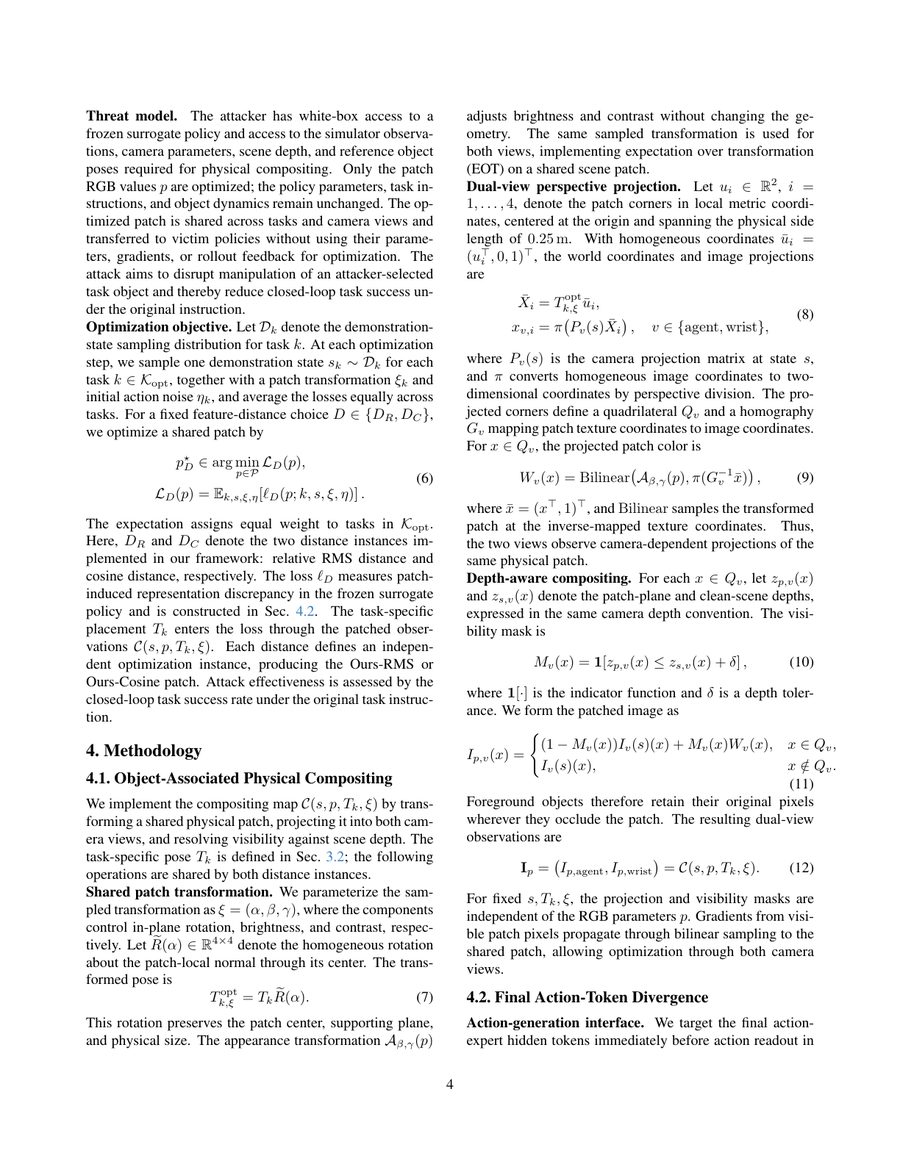 Threat model. The attacker has white-box access to a
frozen surrogate policy and access to the simulator observa-
tions, camera parameters, scene depth, and reference object
poses required for physical compositing. Only the patch
RGB values p are optimized; the policy parameters, task in-
structions, and object dynamics remain unchanged. The op-
timized patch is shared across tasks and camera views and
transferred to victim policies without using their parame-
ters, gradients, or rollout feedback for optimization. The
attack aims to disrupt manipulation of an attacker-selected
task object and thereby reduce closed-loop task success un-
der the original instruction.
Optimization objective. Let 𝒟_k denote the demonstration-
state sampling distribution for task k. At each optimization
step, we sample one demonstration state s_k ∼ 𝒟_k for each
task k ∈ 𝒦_opt, together with a patch transformation ξ_k and
initial action noise η_k, and average the losses equally across
tasks. For a fixed feature-distance choice D ∈ {D_R, D_C},
we optimize a shared patch by
p*_D ∈ arg min_{p∈𝒫} ℒ_D(p),
ℒ_D(p) = 𝔼_{k,s,ξ,η}[ℓ_D(p; k, s, ξ, η)] . (6)
The expectation assigns equal weight to tasks in 𝒦_opt.
Here, D_R and D_C denote the two distance instances im-
plemented in our framework: relative RMS distance and
cosine distance, respectively. The loss ℓ_D measures patch-
induced representation discrepancy in the frozen surrogate
policy and is constructed in Sec. 4.2. The task-specific
placement T_k enters the loss through the patched obser-
vations 𝒞(s, p, T_k, ξ). Each distance defines an indepen-
dent optimization instance, producing the Ours-RMS or
Ours-Cosine patch. Attack effectiveness is assessed by the
closed-loop task success rate under the original task instruc-
tion.
4. Methodology
4.1. Object-Associated Physical Compositing
We implement the compositing map 𝒞(s, p, T_k, ξ) by trans-
forming a shared physical patch, projecting it into both cam-
era views, and resolving visibility against scene depth. The
task-specific pose T_k is defined in Sec. 3.2; the following
operations are shared by both distance instances.
Shared patch transformation. We parameterize the sam-
pled transformation as ξ = (α, β, γ), where the components
control in-plane rotation, brightness, and contrast, respec-
tively. Let R̃(α) ∈ ℝ^{4×4} denote the homogeneous rotation
about the patch-local normal through its center. The trans-
formed pose is
T^opt_{k,ξ} = T_k R̃(α). (7)
This rotation preserves the patch center, supporting plane,
and physical size. The appearance transformation 𝒜_{β,γ}(p)
adjusts brightness and contrast without changing the ge-
ometry. The same sampled transformation is used for
both views, implementing expectation over transformation
(EOT) on a shared scene patch.
Dual-view perspective projection. Let u_i ∈ ℝ², i =
1, . . . , 4, denote the patch corners in local metric coordi-
nates, centered at the origin and spanning the physical side
length of 0.25 m. With homogeneous coordinates ū_i =
(u_i^⊤, 0, 1)^⊤, the world coordinates and image projections
are
X̄_i = T^opt_{k,ξ} ū_i,
x_{v,i} = π(P_v(s)X̄_i) , v ∈ {agent, wrist}, (8)
where P_v(s) is the camera projection matrix at state s,
and π converts homogeneous image coordinates to two-
dimensional coordinates by perspective division. The pro-
jected corners define a quadrilateral Q_v and a homography
G_v mapping patch texture coordinates to image coordinates.
For x ∈ Q_v, the projected patch color is
W_v(x) = Bilinear(𝒜_{β,γ}(p), π(G_v^{-1} x̄)) , (9)
where x̄ = (x^⊤, 1)^⊤, and Bilinear samples the transformed
patch at the inverse-mapped texture coordinates. Thus,
the two views observe camera-dependent projections of the
same physical patch.
Depth-aware compositing. For each x ∈ Q_v, let z_{p,v}(x)
and z_{s,v}(x) denote the patch-plane and clean-scene depths,
expressed in the same camera depth convention. The visi-
bility mask is
M_v(x) = 𝟏[z_{p,v}(x) ≤ z_{s,v}(x) + δ] , (10)
where 𝟏[·] is the indicator function and δ is a depth toler-
ance. We form the patched image as
I_{p,v}(x) = { (1 − M_v(x))I_v(s)(x) + M_v(x)W_v(x), x ∈ Q_v,
I_v(s)(x), x ∉ Q_v.
(11)
Foreground objects therefore retain their original pixels
wherever they occlude the patch. The resulting dual-view
observations are
𝐈_p = (I_{p,agent}, I_{p,wrist}) = 𝒞(s, p, T_k, ξ). (12)
For fixed s, T_k, ξ, the projection and visibility masks are
independent of the RGB parameters p. Gradients from visi-
ble patch pixels propagate through bilinear sampling to the
shared patch, allowing optimization through both camera
views.
4.2. Final Action-Token Divergence
Action-generation interface. We target the final action-
expert hidden tokens immediately before action readout in
4